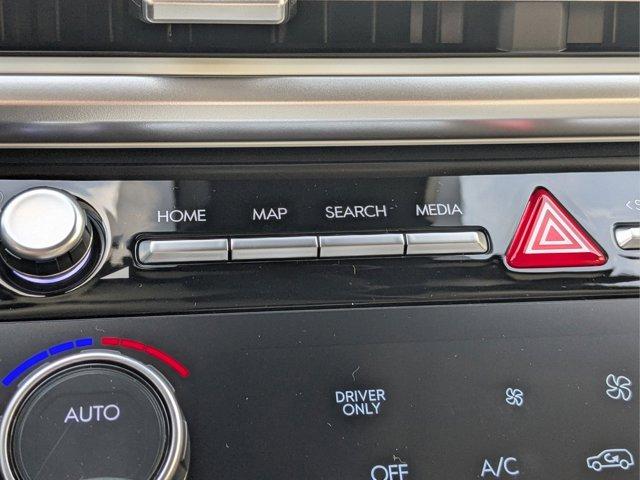 HOME MAP SEARCH MEDIA
AUTO
DRIVER
ONLY
OFF
A/C